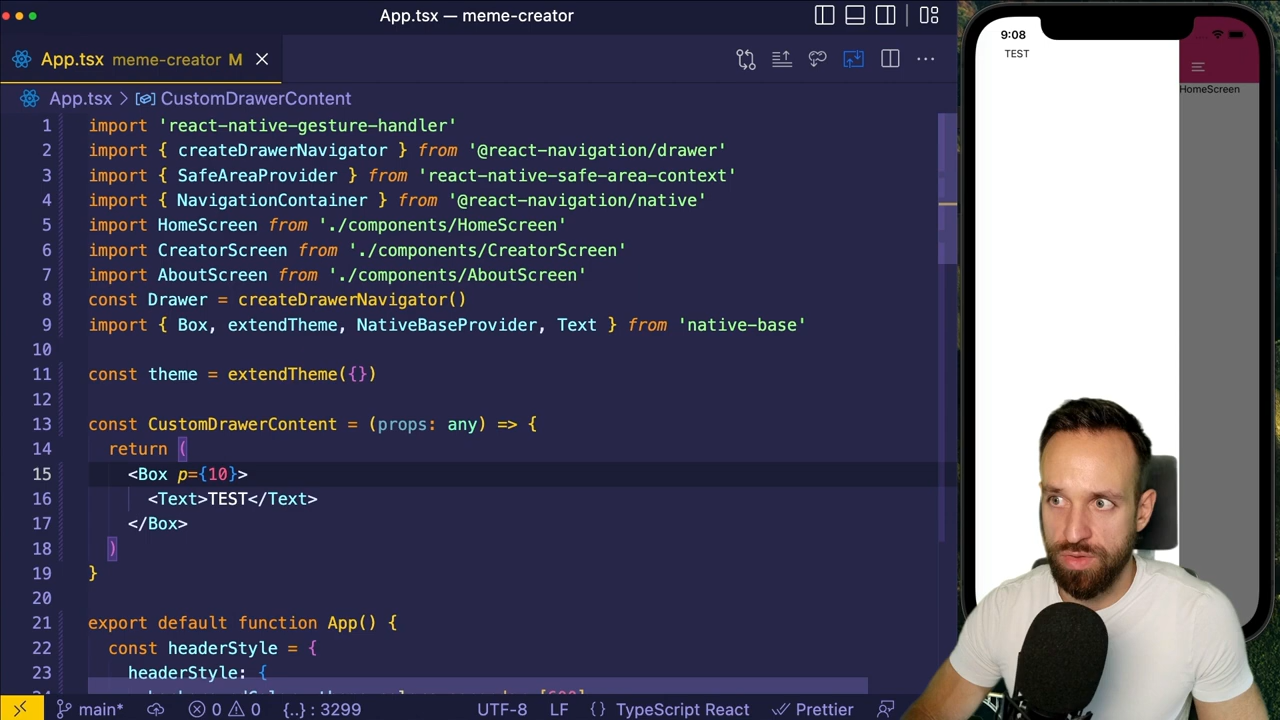 App.tsx — meme-creator
App.tsx meme-creator M
App.tsx > CustomDrawerContent
1 import 'react-native-gesture-handler'
2 import { createDrawerNavigator } from '@react-navigation/drawer'
3 import { SafeAreaProvider } from 'react-native-safe-area-context'
4 import { NavigationContainer } from '@react-navigation/native'
5 import HomeScreen from './components/HomeScreen'
6 import CreatorScreen from './components/CreatorScreen'
7 import AboutScreen from './components/AboutScreen'
8 const Drawer = createDrawerNavigator()
9 import { Box, extendTheme, NativeBaseProvider, Text } from 'native-base'
10
11 const theme = extendTheme({})
12
13 const CustomDrawerContent = (props: any) => {
14 return (
15 <Box p={10}>
16 <Text>TEST</Text>
17 </Box>
18 )
19 }
20
21 export default function App() {
22 const headerStyle = {
23 headerStyle: {
main* 0 0 {..} : 3299 UTF-8 LF {} TypeScript React Prettier
9:08
TEST
HomeScreen